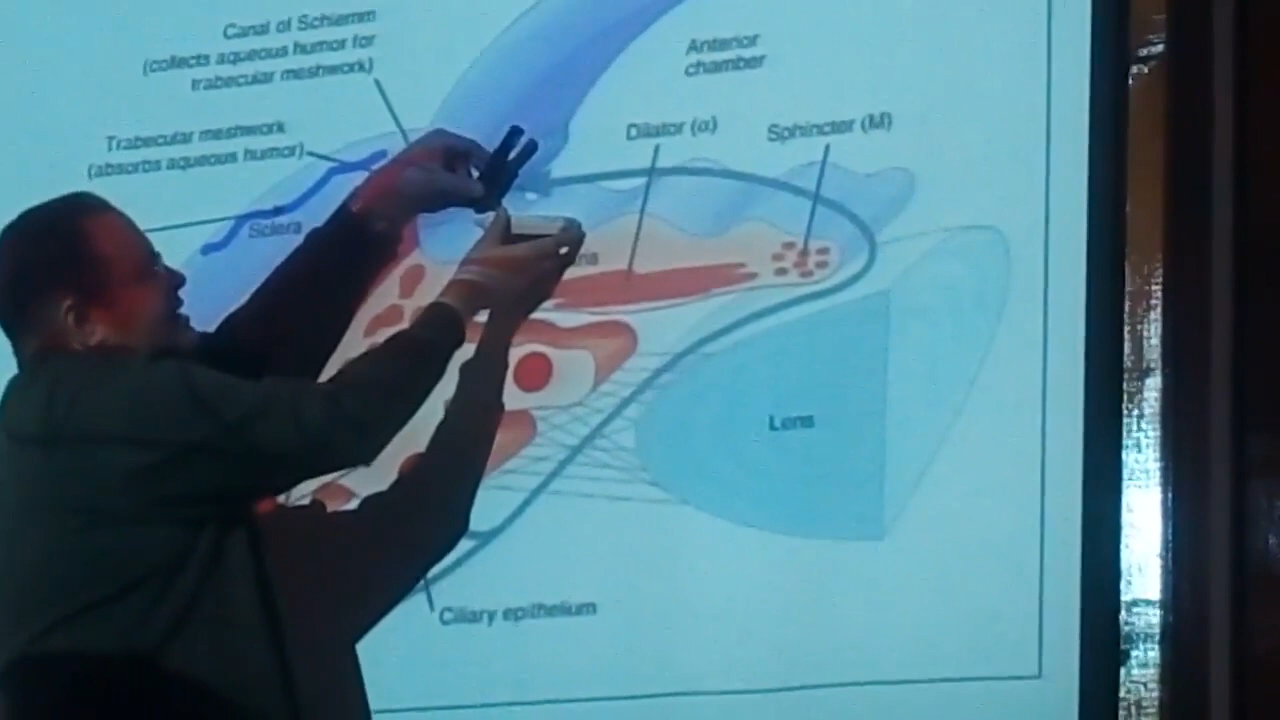 Canal of Schlemm
(collects aqueous humor for
trabecular meshwork)
Anterior
chamber
Trabecular meshwork
(absorbs aqueous humor)
Dilator (α)
Sphincter (M)
Sclera
Lens
Ciliary epithelium